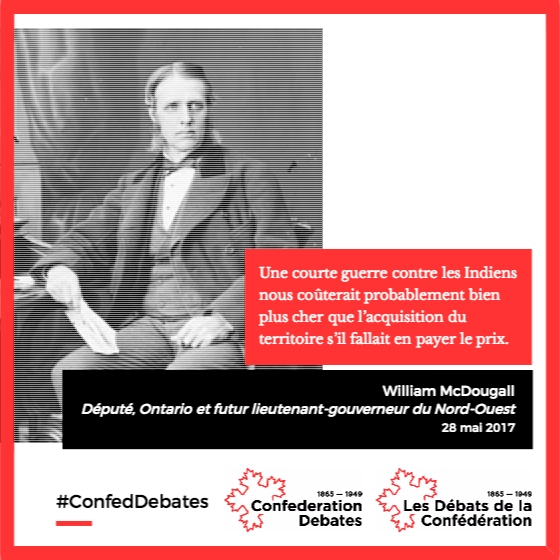 Une courte guerre contre les Indiens
nous coûterait probablement bien
plus cher que l’acquisition du
territoire s’il fallait en payer le prix.
William McDougall
Député, Ontario et futur lieutenant-gouverneur du Nord-Ouest
28 mai 2017
#ConfedDebates
1865 — 1949
Confederation
Debates
1865 — 1949
Les Débats de la
Confédération